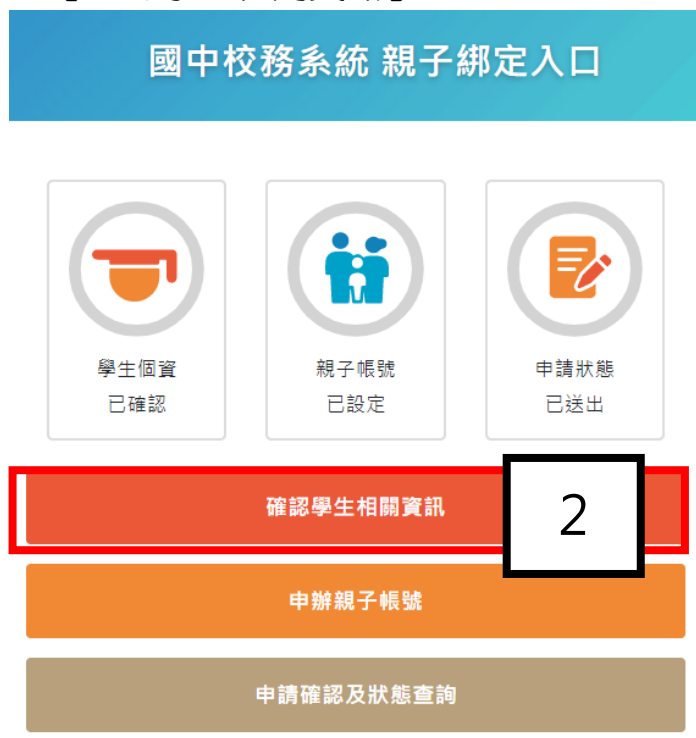 國中校務系統 親子綁定入口
學生個資
已確認
親子帳號
已設定
申請狀態
已送出
確認學生相關資訊
2
申辦親子帳號
申請確認及狀態查詢